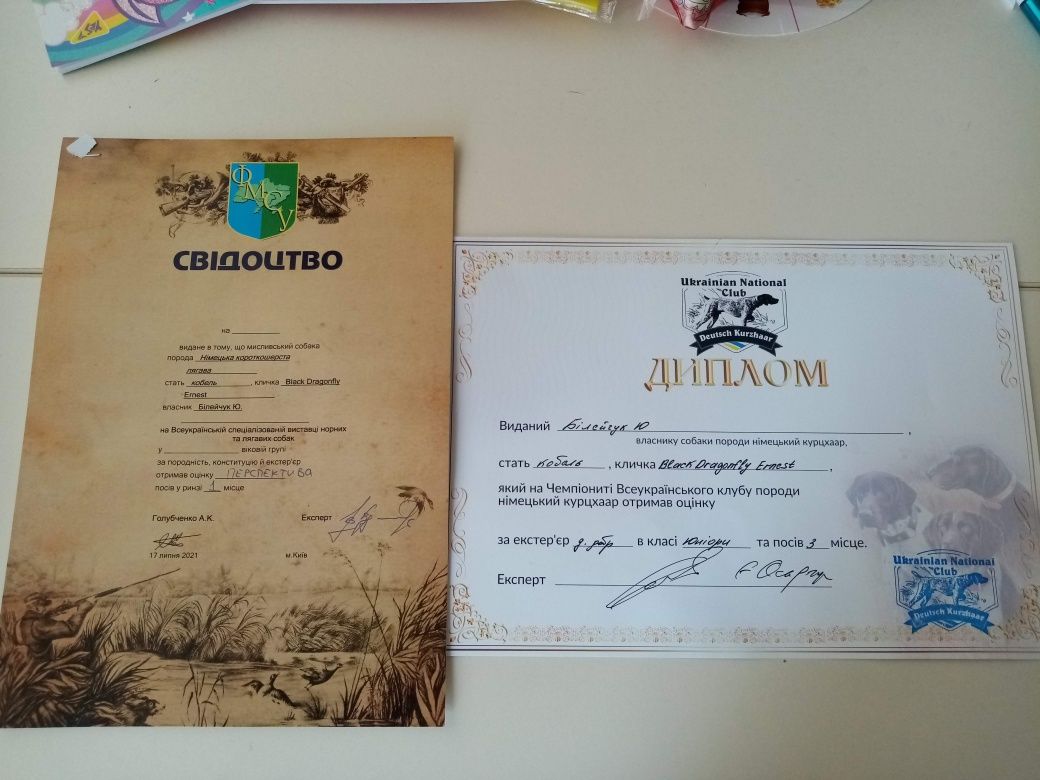 ФМСУ
СВІДОЦТВО
на
видане в тому, що мисливський собака
порода Німецька короткошерста
лягава
стать кобель, кличка Black Dragonfly
Ernest
власник Білейчук Ю.
на Всеукраїнській спеціалізованій виставці норних
та лягавих собак
у віковій групі
за породність, конституцію й екстер'єр
отримав оцінку ПЕРСПЕКТИВА
посів у ринзі 1 місце
Голубченко А.К. Експерт
17 липня 2021 м.Київ
Ukrainian National
Club
Deutsch Kurzhaar
ДИПЛОМ
Виданий Білейчук Ю,
власнику собаки породи німецький курцхаар,
стать кобель, кличка Black Dragonfly Ernest,
який на Чемпіониті Всеукраїнського клубу породи
німецький курцхаар отримав оцінку
за екстер'єр д. добр в класі юніори та посів 3 місце.
Експерт
Ukrainian National
Club
Deutsch Kurzhaar